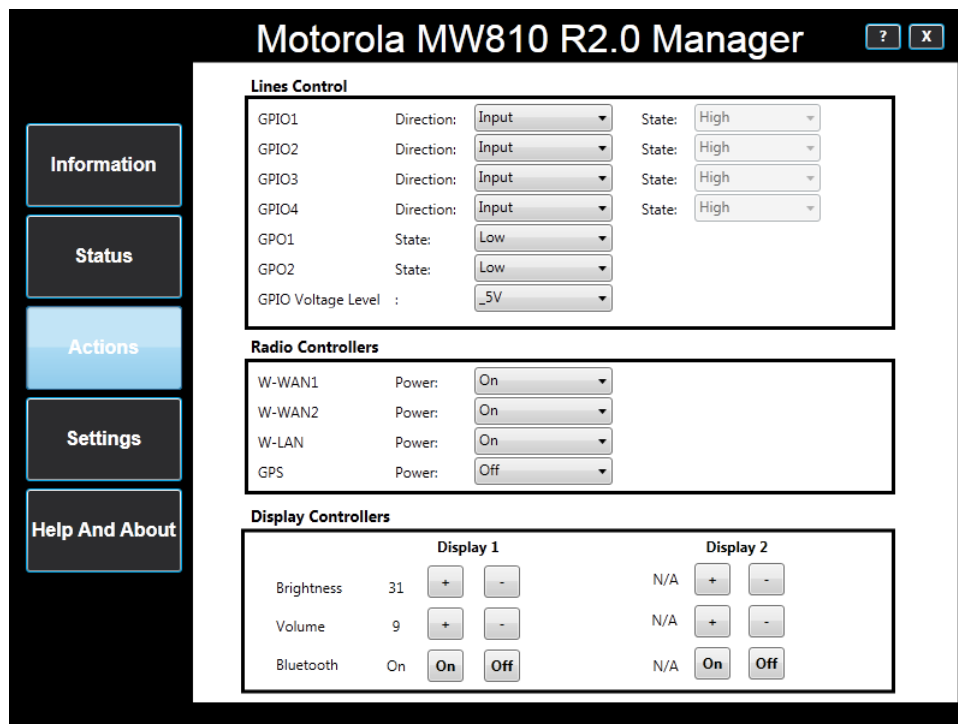 Motorola MW810 R2.0 Manager ? X
Information
Status
Actions
Settings
Help And About
Lines Control
GPIO1 Direction: Input State: High
GPIO2 Direction: Input State: High
GPIO3 Direction: Input State: High
GPIO4 Direction: Input State: High
GPO1 State: Low
GPO2 State: Low
GPIO Voltage Level : _5V
Radio Controllers
W-WAN1 Power: On
W-WAN2 Power: On
W-LAN Power: On
GPS Power: Off
Display Controllers
Display 1 Display 2
Brightness 31 + - N/A + -
Volume 9 + - N/A + -
Bluetooth On On Off N/A On Off